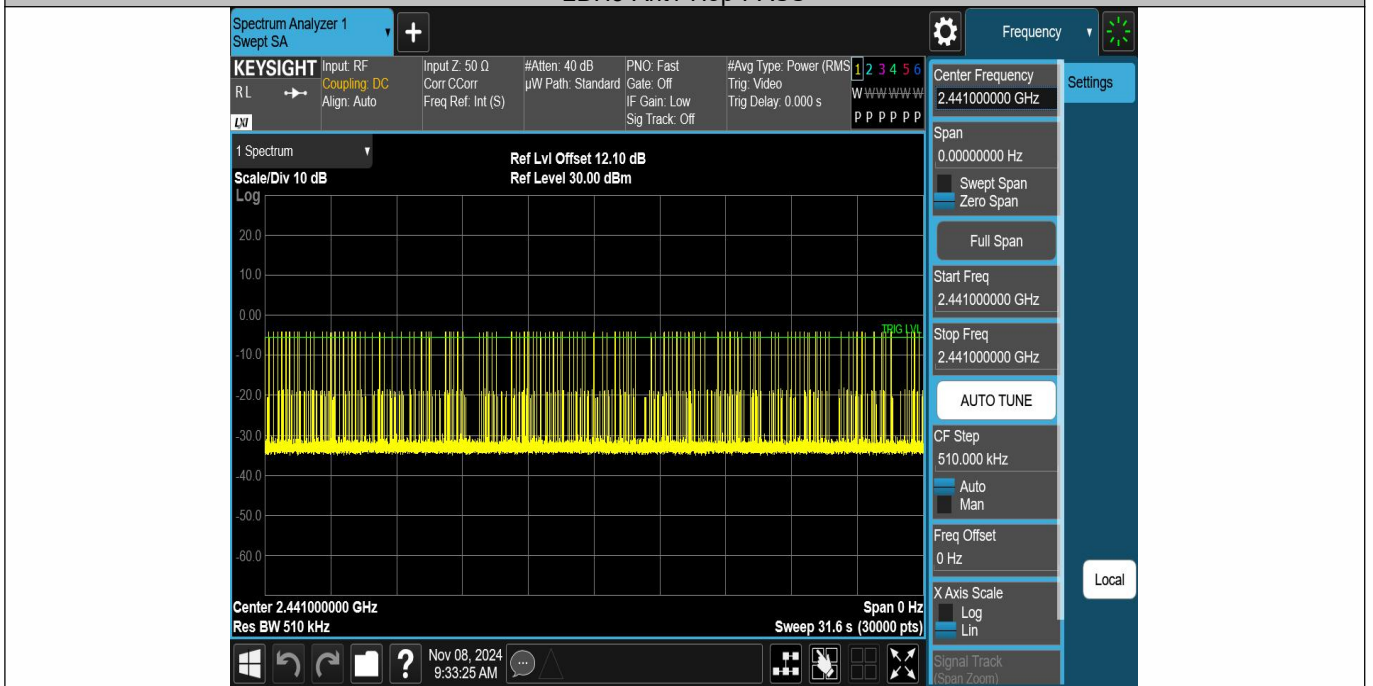 Spectrum Analyzer 1
Swept SA
+
Frequency
KEYSIGHT
RL
LXI
Input: RF
Coupling: DC
Align: Auto
Input Z: 50 Ω
Corr CCorr
Freq Ref: Int (S)
#Atten: 40 dB
µW Path: Standard
PNO: Fast
Gate: Off
IF Gain: Low
Sig Track: Off
#Avg Type: Power (RMS
Trig: Video
Trig Delay: 0.000 s
1 2 3 4 5 6
W W W W W W
P P P P P P
1 Spectrum
Scale/Div 10 dB
Log
Ref Lvl Offset 12.10 dB
Ref Level 30.00 dBm
20.0
10.0
0.00
-10.0
-20.0
-30.0
-40.0
-50.0
-60.0
TRIG LVL
Center 2.441000000 GHz
Res BW 510 kHz
Span 0 Hz
Sweep 31.6 s (30000 pts)
?
Nov 08, 2024
9:33:25 AM
Center Frequency
2.441000000 GHz
Settings
Span
0.00000000 Hz
Swept Span
Zero Span
Full Span
Start Freq
2.441000000 GHz
Stop Freq
2.441000000 GHz
AUTO TUNE
CF Step
510.000 kHz
Auto
Man
Freq Offset
0 Hz
X Axis Scale
Log
Lin
Local
Signal Track
(Span Zoom)